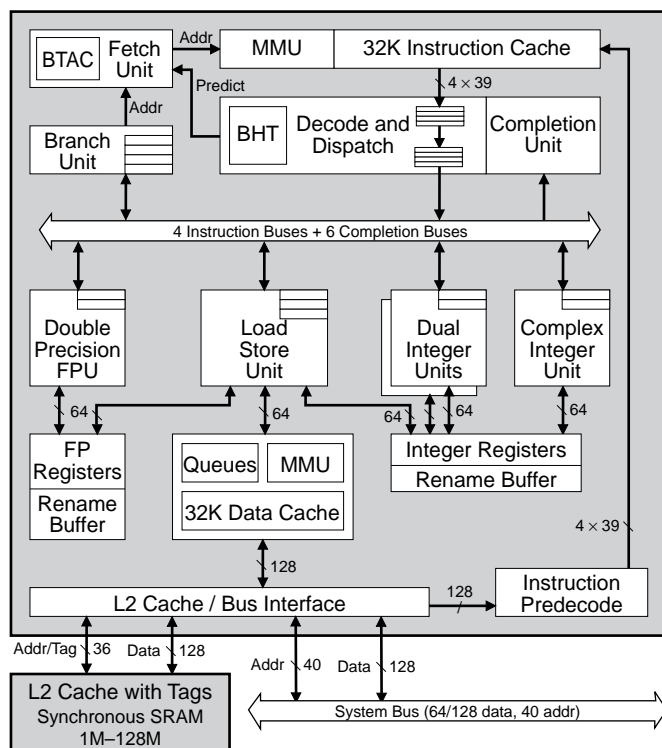 BTAC
Fetch
Unit
Addr
MMU
32K Instruction Cache
Predict
4 × 39
Addr
Branch
Unit
BHT
Decode and
Dispatch
Completion
Unit
4 Instruction Buses + 6 Completion Buses
Double
Precision
FPU
Load
Store
Unit
Dual
Integer
Units
Complex
Integer
Unit
64
64
64
64
64
FP
Registers
Rename
Buffer
Queues
MMU
32K Data Cache
Integer Registers
Rename Buffer
4 × 39
128
L2 Cache / Bus Interface
128
Instruction
Predecode
Addr/Tag
36
Data
128
Addr
40
Data
128
L2 Cache with Tags
Synchronous SRAM
1M–128M
System Bus (64/128 data, 40 addr)